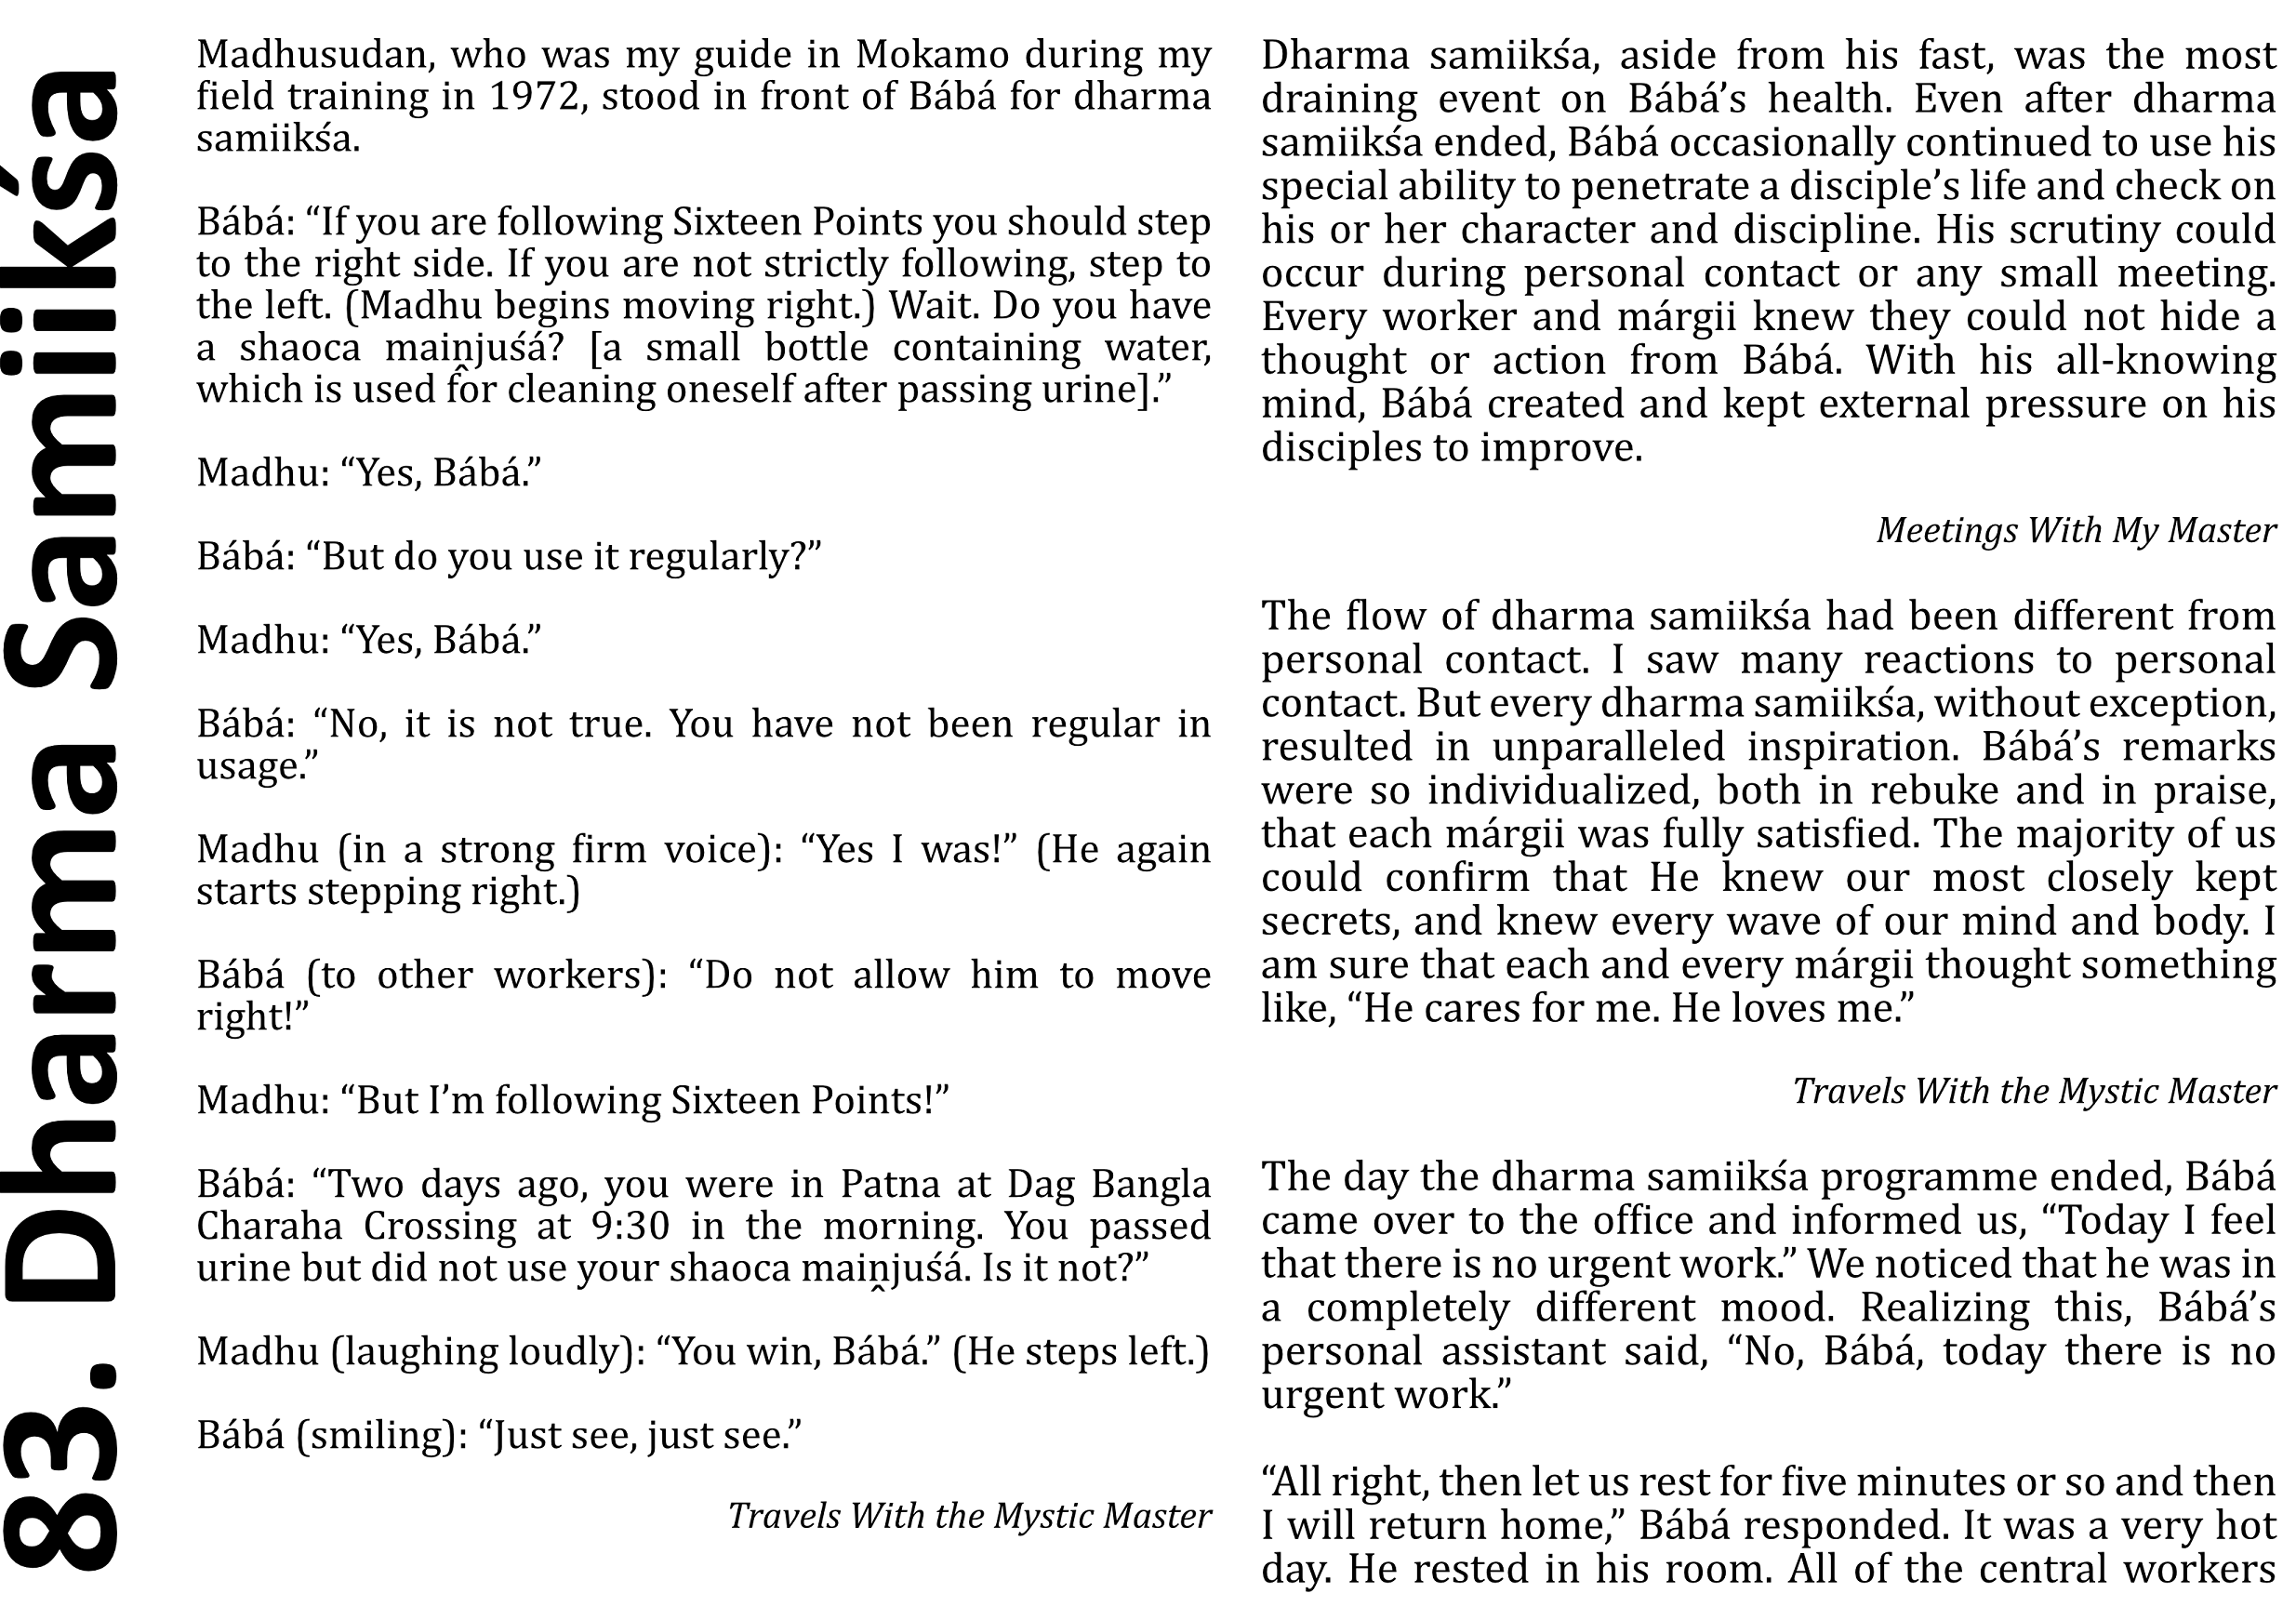 83. Dharma Samiikśa
Madhusudan, who was my guide in Mokamo during my
field training in 1972, stood in front of Bábá for dharma
samiikśa.
Bábá: “If you are following Sixteen Points you should step
to the right side. If you are not strictly following, step to
the left. (Madhu begins moving right.) Wait. Do you have
a shaoca maiṋjuśá? [a small bottle containing water,
which is used for cleaning oneself after passing urine].”
Madhu: “Yes, Bábá.”
Bábá: “But do you use it regularly?”
Madhu: “Yes, Bábá.”
Bábá: “No, it is not true. You have not been regular in
usage.”
Madhu (in a strong firm voice): “Yes I was!” (He again
starts stepping right.)
Bábá (to other workers): “Do not allow him to move
right!”
Madhu: “But I’m following Sixteen Points!”
Bábá: “Two days ago, you were in Patna at Dag Bangla
Charaha Crossing at 9:30 in the morning. You passed
urine but did not use your shaoca maiṋjuśá. Is it not?”
Madhu (laughing loudly): “You win, Bábá.” (He steps left.)
Bábá (smiling): “Just see, just see.”
Travels With the Mystic Master
Dharma samiikśa, aside from his fast, was the most
draining event on Bábá’s health. Even after dharma
samiikśa ended, Bábá occasionally continued to use his
special ability to penetrate a disciple’s life and check on
his or her character and discipline. His scrutiny could
occur during personal contact or any small meeting.
Every worker and márgii knew they could not hide a
thought or action from Bábá. With his all-knowing
mind, Bábá created and kept external pressure on his
disciples to improve.
Meetings With My Master
The flow of dharma samiikśa had been different from
personal contact. I saw many reactions to personal
contact. But every dharma samiikśa, without exception,
resulted in unparalleled inspiration. Bábá’s remarks
were so individualized, both in rebuke and in praise,
that each márgii was fully satisfied. The majority of us
could confirm that He knew our most closely kept
secrets, and knew every wave of our mind and body. I
am sure that each and every márgii thought something
like, “He cares for me. He loves me.”
Travels With the Mystic Master
The day the dharma samiikśa programme ended, Bábá
came over to the office and informed us, “Today I feel
that there is no urgent work.” We noticed that he was in
a completely different mood. Realizing this, Bábá’s
personal assistant said, “No, Bábá, today there is no
urgent work.”
“All right, then let us rest for five minutes or so and then
I will return home,” Bábá responded. It was a very hot
day. He rested in his room. All of the central workers